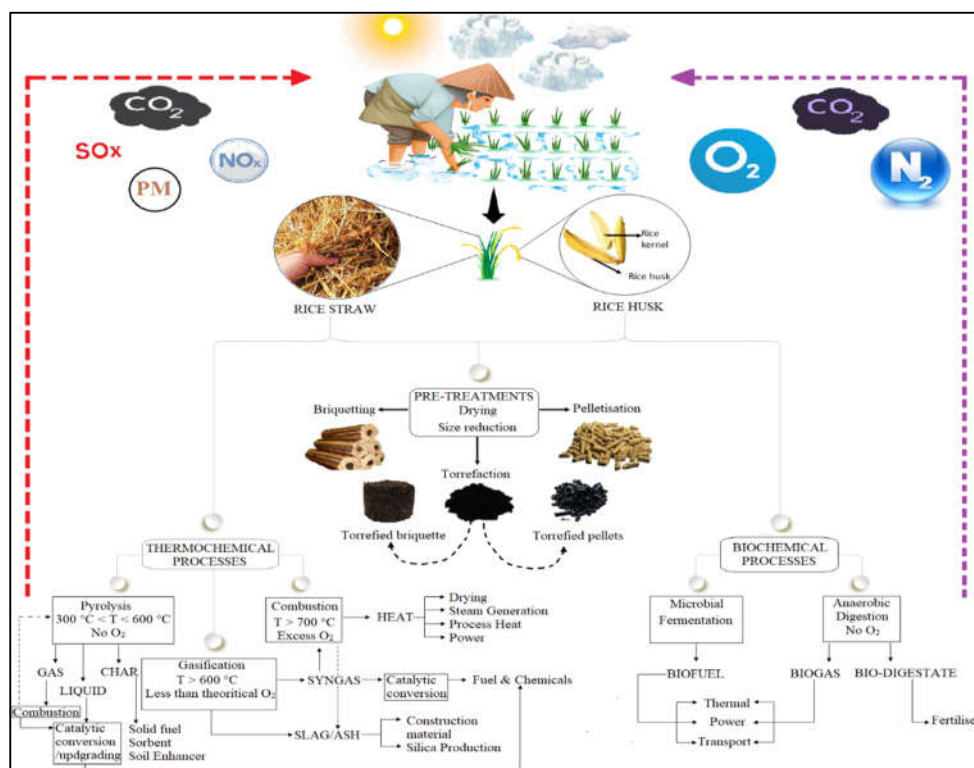 CO2
SOx
NOx
PM
CO2
O2
N2
Rice
kernel
Rice husk
RICE STRAW
RICE HUSK
PRE-TREATMENTS
Drying
Size reduction
Briquetting
Pelletisation
Torrefaction
Torrefied briquette
Torrefied pellets
THERMOCHEMICAL
PROCESSES
BIOCHEMICAL
PROCESSES
Pyrolysis
300 °C < T < 600 °C
No O2
Combustion
T > 700 °C
Excess O2
HEAT
Drying
Steam Generation
Process Heat
Power
Gasification
T > 600 °C
Less than theoritical O2
GAS
LIQUID
CHAR
Combustion
Catalytic
conversion
/updgrading
Solid fuel
Sorbent
Soil Enhancer
SYNGAS
Catalytic
conversion
Fuel & Chemicals
SLAG/ASH
Construction
material
Silica Production
Microbial
Fermentation
Anaerobic
Digestion
No O2
BIOFUEL
BIOGAS
BIO-DIGESTATE
Thermal
Power
Transport
Fertilise